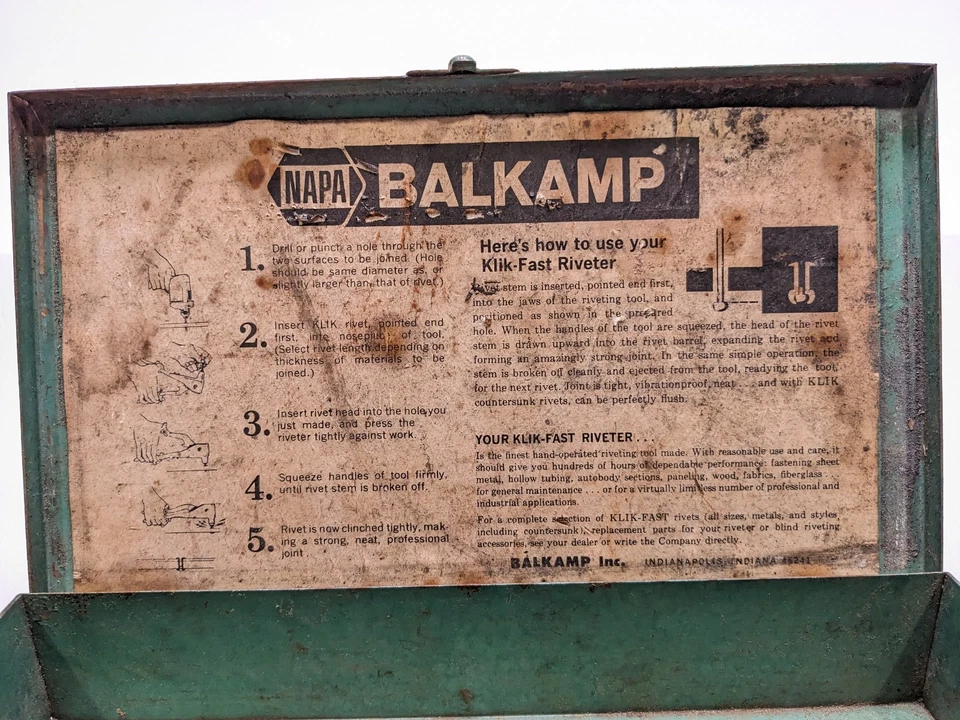 NAPA BALKAMP
1. Drill or punch a hole through the
two surfaces to be joined. (Hole
should be same diameter as, or
slightly larger than, that of rivet.)
2. Insert KLIK rivet, pointed end
first, into nosepiece of tool.
(Select rivet length depending on
thickness of materials to be
joined.)
3. Insert rivet head into the hole you
just made, and press the
riveter tightly against work.
4. Squeeze handles of tool firmly,
until rivet stem is broken off.
5. Rivet is now clinched tightly, mak-
ing a strong, neat, professional
joint.
Here's how to use your
Klik-Fast Riveter
Rivet stem is inserted, pointed end first,
into the jaws of the riveting tool, and
positioned as shown in the prepared
hole. When the handles of the tool are squeezed, the head of the rivet
stem is drawn upward into the rivet barrel, expanding the rivet and
forming an amazingly strong joint. In the same simple operation, the
stem is broken off cleanly and ejected from the tool, readying the tool,
for the next rivet. Joint is tight, vibrationproof, neat . . . and with KLIK
countersunk rivets, can be perfectly flush.
YOUR KLIK-FAST RIVETER . . .
Is the finest hand-operated riveting tool made. With reasonable use and care, it
should give you hundreds of hours of dependable performance: fastening sheet
metal, hollow tubing, autobody sections, paneling, wood, fabrics, fiberglass
for general maintenance . . . or for a virtually limitless number of professional and
industrial applications.
For a complete selection of KLIK-FAST rivets (all sizes, metals, and styles,
including countersunk), replacement parts for your riveter or blind riveting
accessories, see your dealer or write the Company directly.
BALKAMP Inc. INDIANAPOLIS, INDIANA 46241